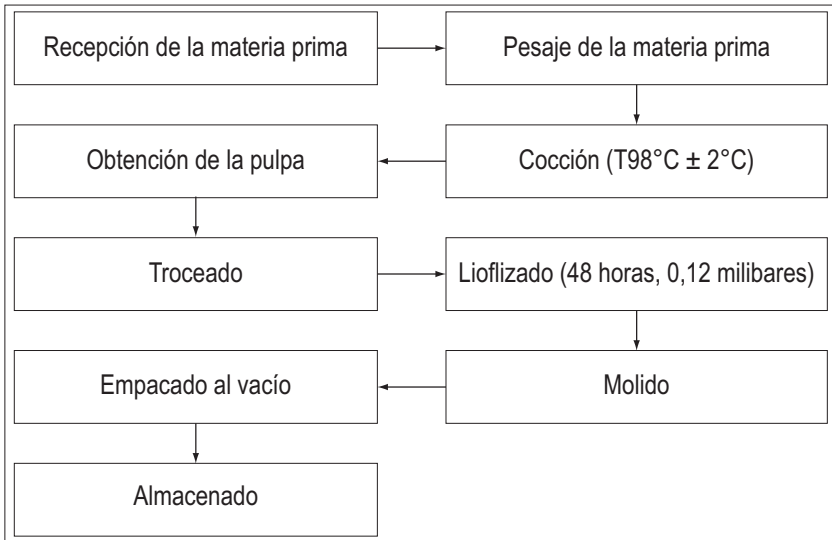 Recepción de la materia prima
Pesaje de la materia prima
Cocción (T98°C ± 2°C)
Obtención de la pulpa
Troceado
Lioflizado (48 horas, 0,12 milibares)
Molido
Empacado al vacío
Almacenado